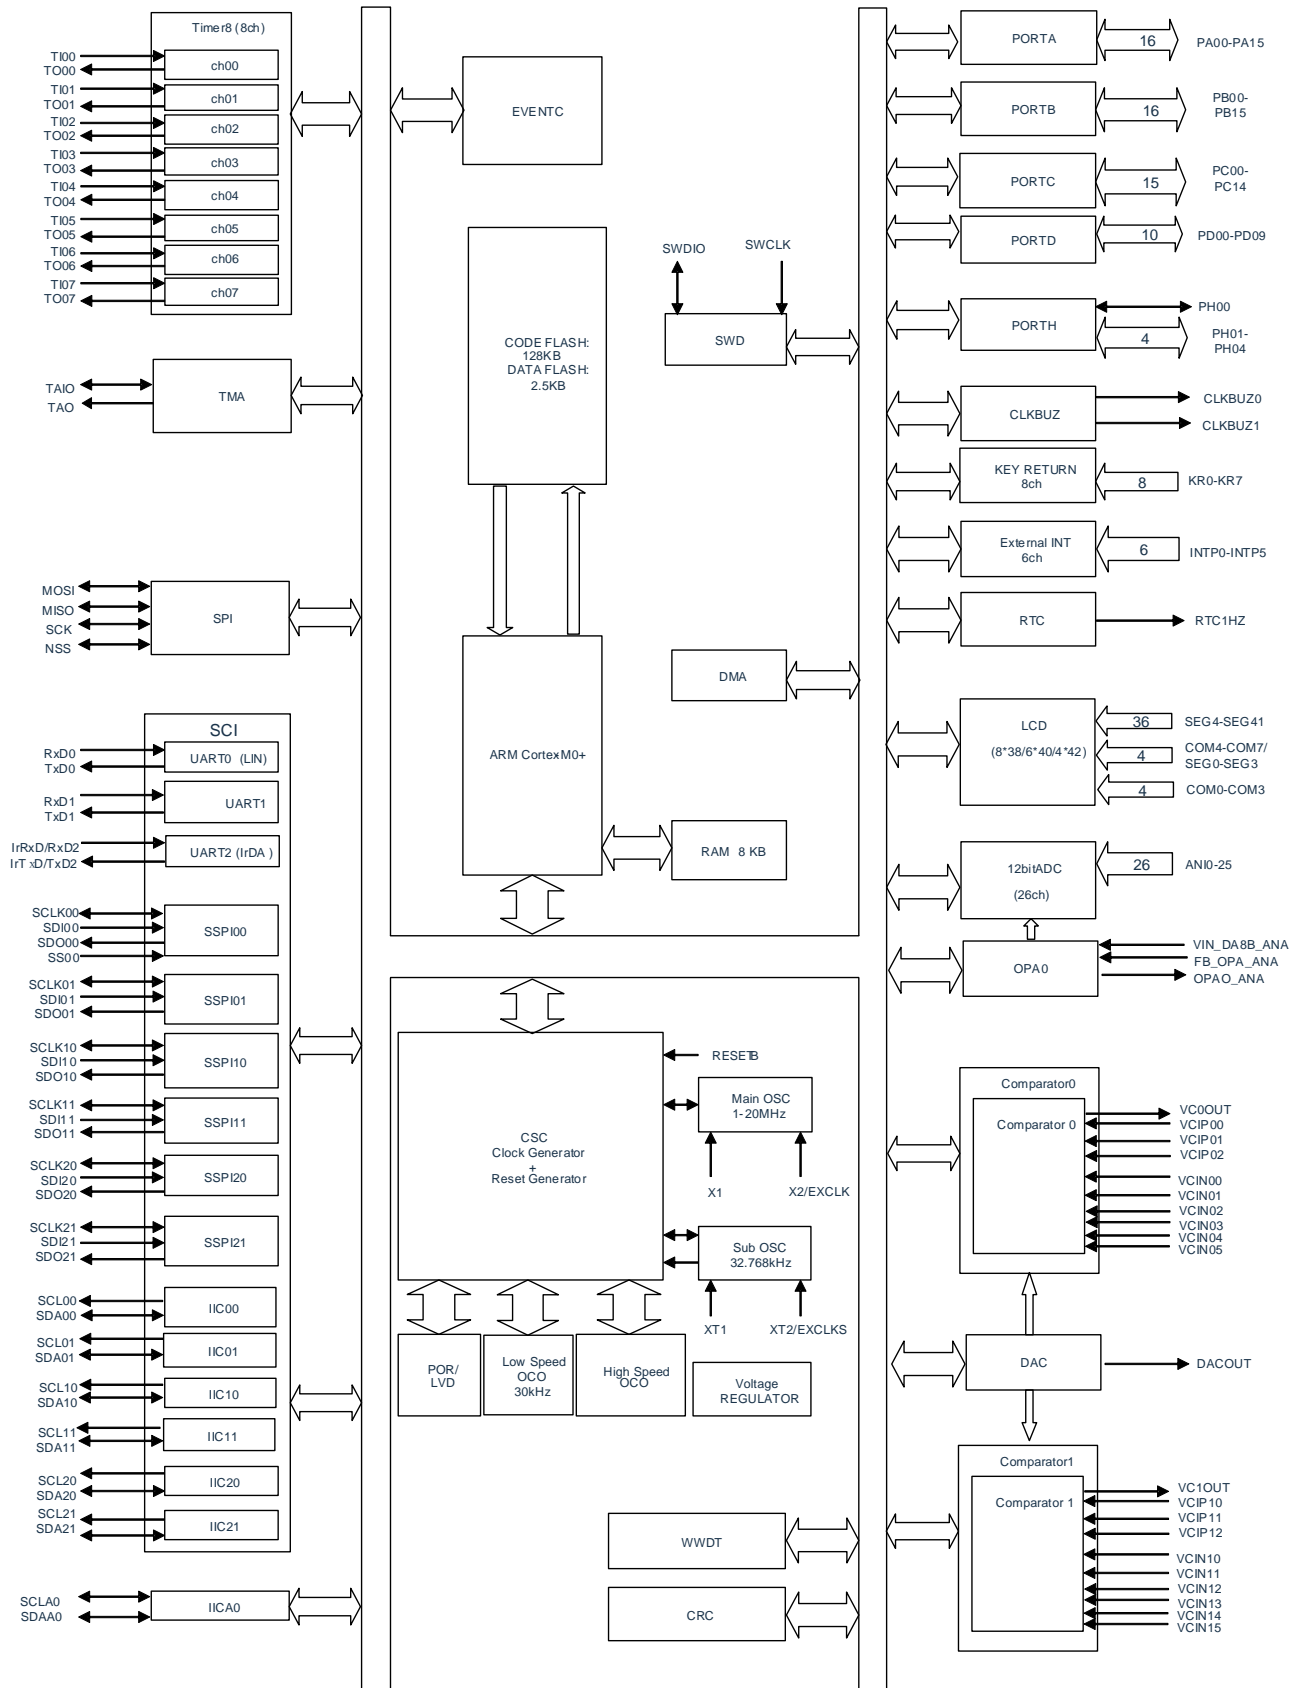 Timer8 (8ch)
TI00
TO00
ch00
TI01
TO01
ch01
TI02
TO02
ch02
TI03
TO03
ch03
TI04
TO04
ch04
TI05
TO05
ch05
TI06
TO06
ch06
TI07
TO07
ch07
TAIO
TAO
TMA
MOSI
MISO
SCK
NSS
SPI
SCI
RxD0
TxD0
UART0 (LIN)
RxD1
TxD1
UART1
IrRxD/RxD2
IrTxD/TxD2
UART2 (IrDA )
SCLK00
SDI00
SDO00
SS00
SSPI00
SCLK01
SDI01
SDO01
SSPI01
SCLK10
SDI10
SDO10
SSPI10
SCLK11
SDI11
SDO11
SSPI11
SCLK20
SDI20
SDO20
SSPI20
SCLK21
SDI21
SDO21
SSPI21
SCL00
SDA00
IIC00
SCL01
SDA01
IIC01
SCL10
SDA10
IIC10
SCL11
SDA11
IIC11
SCL20
SDA20
IIC20
SCL21
SDA21
IIC21
SCLA0
SDAA0
IICA0
EVENTC
CODE FLASH:
128KB
DATA FLASH:
2.5KB
SWDIO
SWCLK
SWD
DMA
ARM CortexM0+
RAM 8 KB
CSC
Clock Generator
+
Reset Generator
RESETB
Main OSC
1-20MHz
X1
X2/EXCLK
Sub OSC
32.768kHz
XT1
XT2/EXCLKS
POR/
LVD
Low Speed
OCO
30kHz
High Speed
OCO
Voltage
REGULATOR
WWDT
CRC
PORTA
16
PA00-PA15
PORTB
16
PB00-
PB15
PORTC
15
PC00-
PC14
PORTD
10
PD00-PD09
PORTH
PH00
4
PH01-
PH04
CLKBUZ
CLKBUZ0
CLKBUZ1
KEY RETURN
8ch
8
KR0-KR7
External INT
6ch
6
INTP0-INTP5
RTC
RTC1HZ
LCD
(8*38/6*40/4*42)
36
SEG4-SEG41
4
COM4-COM7/
SEG0-SEG3
4
COM0-COM3
12bitADC
(26ch)
26
ANI0-25
OPA0
VIN_DA8B_ANA
FB_OPA_ANA
OPAO_ANA
Comparator0
Comparator 0
VC0OUT
VCIP00
VCIP01
VCIP02
VCIN00
VCIN01
VCIN02
VCIN03
VCIN04
VCIN05
DAC
DACOUT
Comparator1
Comparator 1
VC1OUT
VCIP10
VCIP11
VCIP12
VCIN10
VCIN11
VCIN12
VCIN13
VCIN14
VCIN15